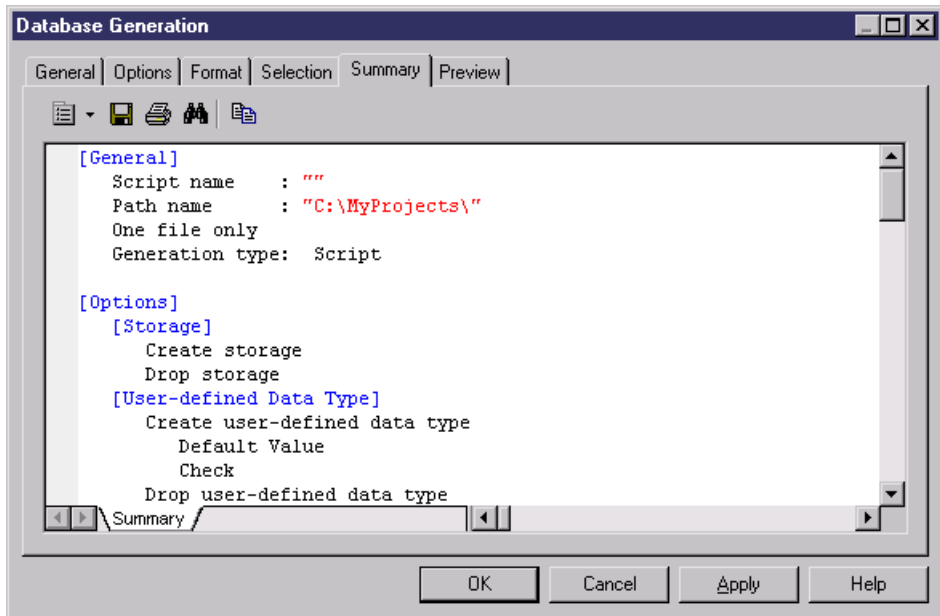 Database Generation
General Options Format Selection Summary Preview
[General]
Script name : ""
Path name : "C:\MyProjects\"
One file only
Generation type: Script
[Options]
[Storage]
Create storage
Drop storage
[User-defined Data Type]
Create user-defined data type
Default Value
Check
Drop user-defined data type
Summary
OK Cancel Apply Help